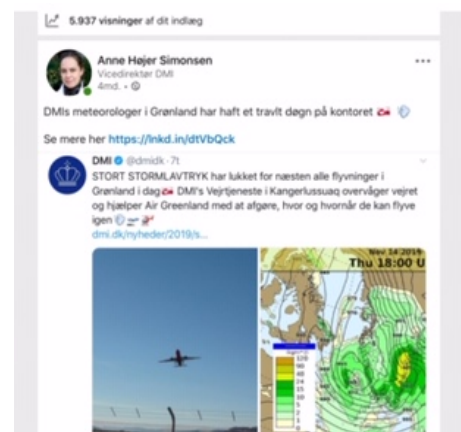 5.937 visninger af dit indlæg
Anne Højer Simonsen
Vicedirektør DMI
4md. •
DMIs meteorologer i Grønland har haft et travlt døgn på kontoret
Se mere her https://lnkd.in/dtVbQck
DMI @dmidk · 7t
STORT STORMLAVTRYK har lukket for næsten alle flyvninger i
Grønland i dag DMI's Vejrtjeneste i Kangerlussuaq overvåger vejret
og hjælper Air Greenland med at afgøre, hvor og hvornår de kan flyve
igen
dmi.dk/nyheder/2019/s...
Nov 14 2019
Thu 18:00 U